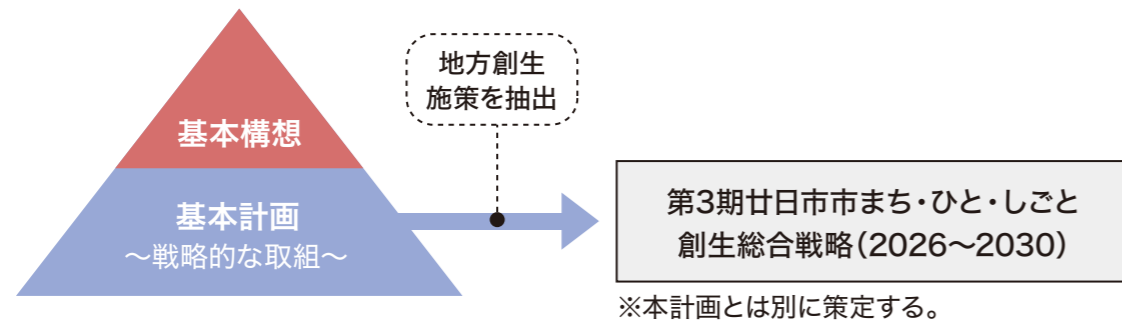 地方創生
施策を抽出
基本構想
基本計画
～戦略的な取組～
第3期廿日市市まち・ひと・しごと
創生総合戦略（2026～2030）
※本計画とは別に策定する。